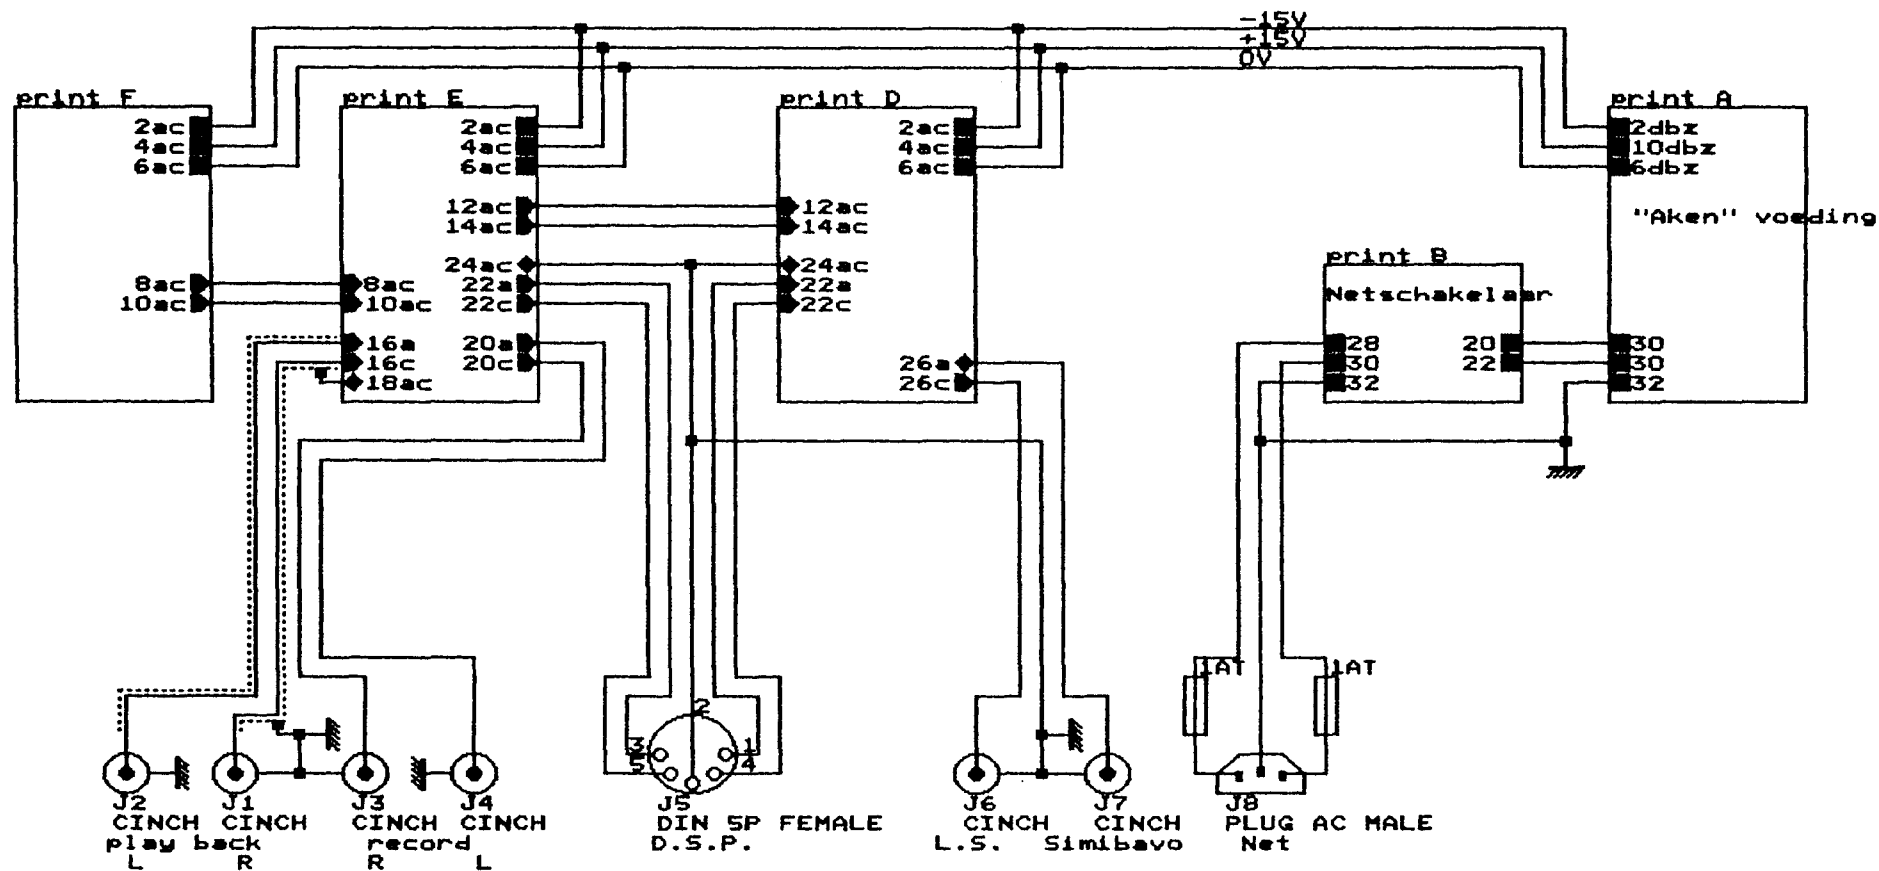 -15V
+15V
0V
print F
2ac
4ac
6ac
8ac
10ac
print E
2ac
4ac
6ac
12ac
14ac
24ac
8ac
22a
10ac
22c
16a
20a
16c
20c
18ac
print D
2ac
4ac
6ac
12ac
14ac
24ac
22a
22c
26a
26c
print B
Netschakelaar
28
20
30
22
32
print A
2dbz
10dbz
6dbz
"Aken" voeding
30
30
32
1AT
1AT
2
3
1
5
4
J2
CINCH
J1
CINCH
J3
CINCH
J4
CINCH
play back
record
L
R
R
L
J5
DIN 5P FEMALE
D.S.P.
J6
CINCH
L.S.
J7
CINCH
Simibavo
J8
PLUG AC MALE
Net